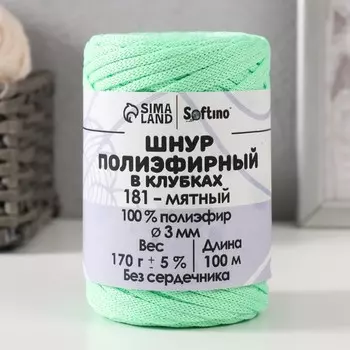 SIMA LAND Softino
ШНУР
ПОЛИЭФИРНЫЙ
В КЛУБКАХ
181 - МЯТНЫЙ
100 % полиэфир
ø 3 мм
Вес Длина
170 г ± 5 % 100 м
Без сердечника